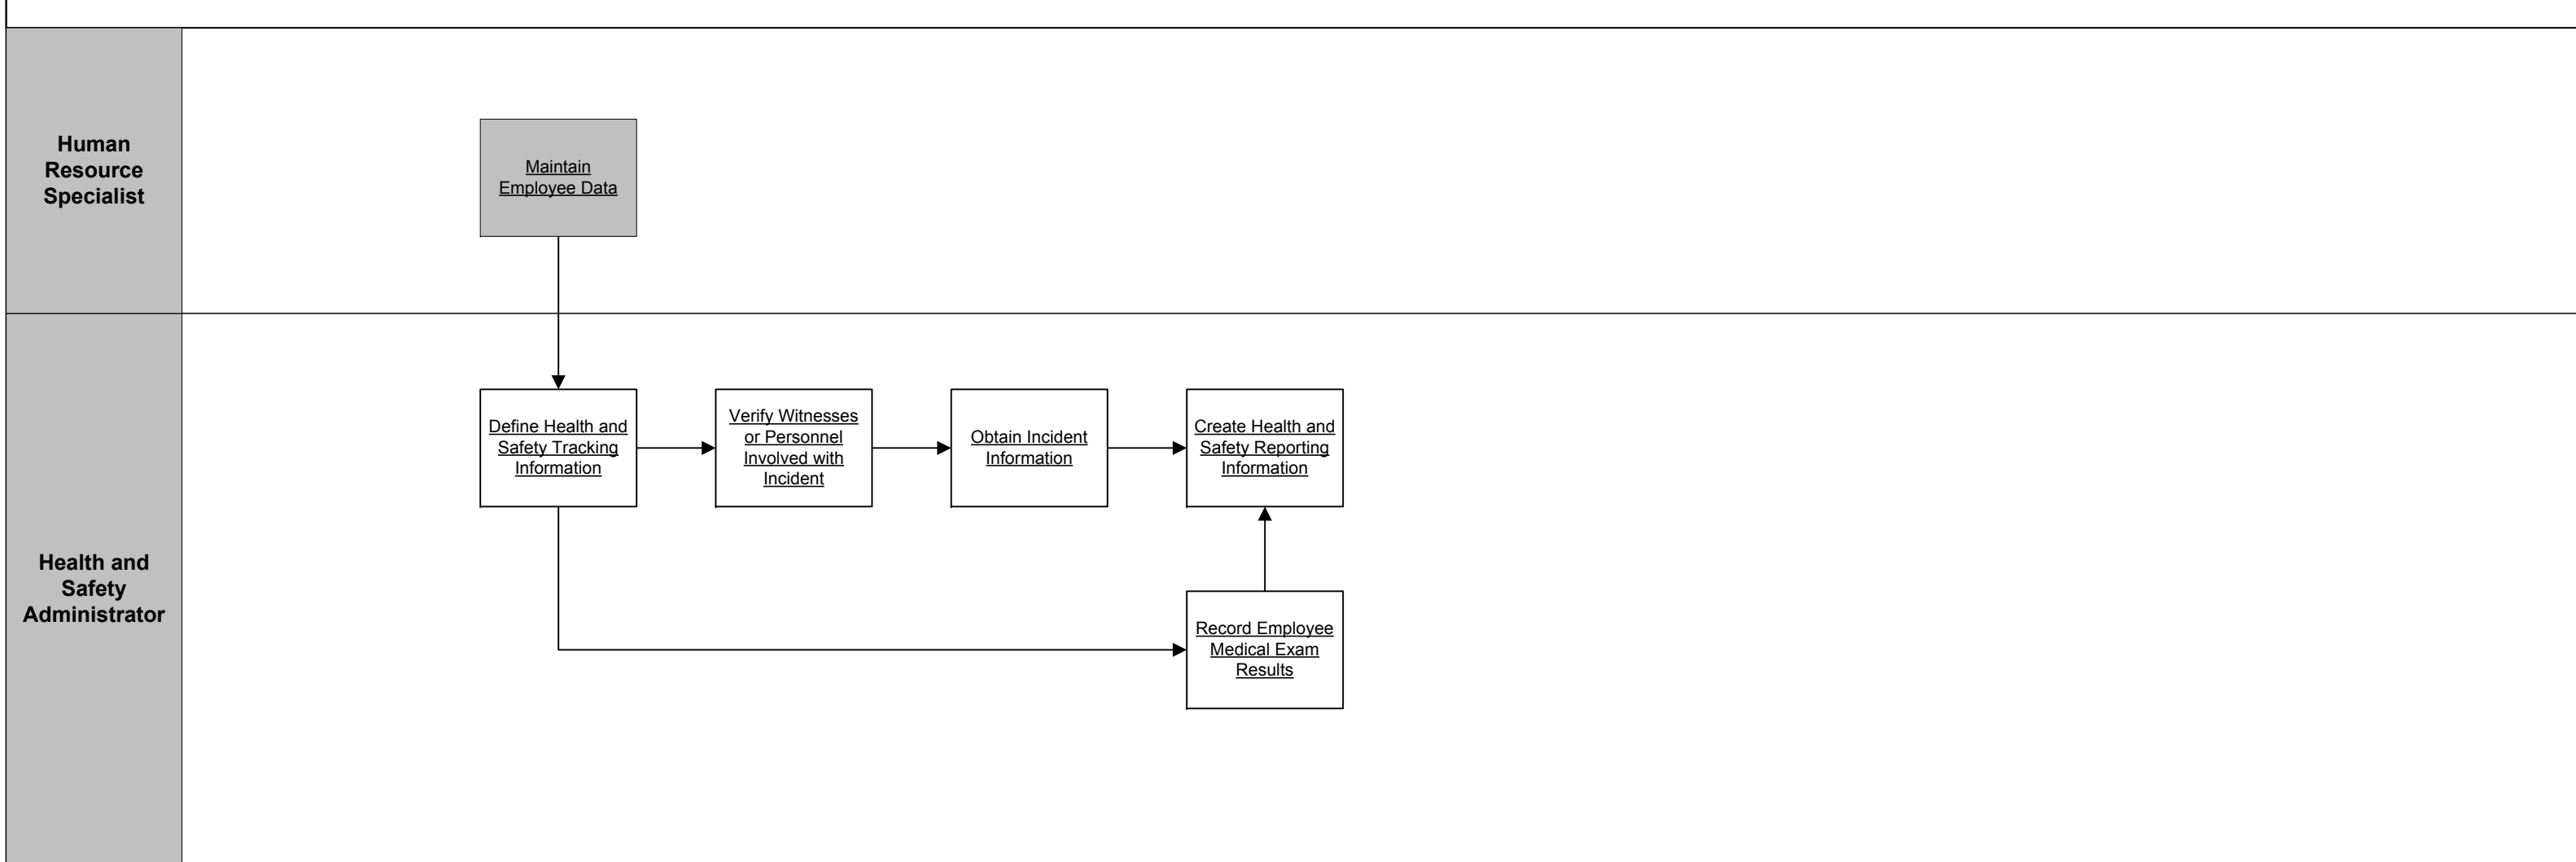 Human
Resource
Specialist
Maintain
Employee Data
Health and
Safety
Administrator
Define Health and
Safety Tracking
Information
Verify Witnesses
or Personnel
Involved with
Incident
Obtain Incident
Information
Create Health and
Safety Reporting
Information
Record Employee
Medical Exam
Results